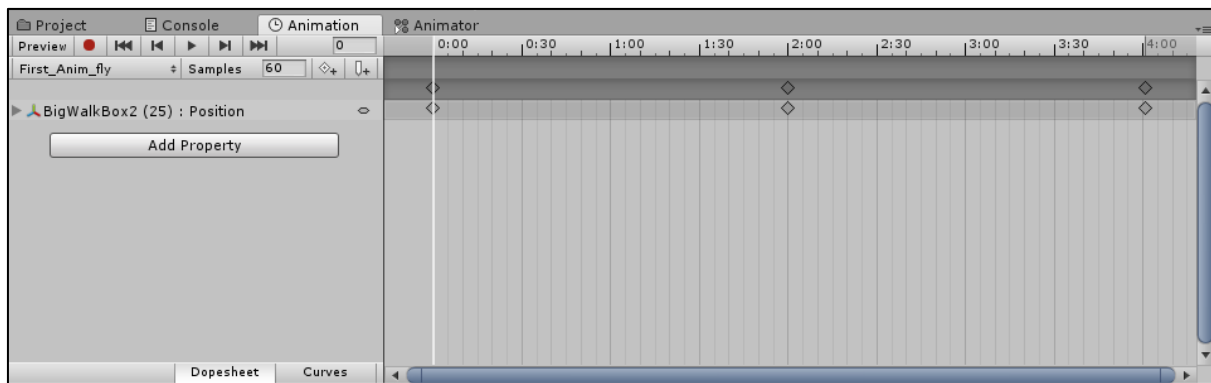 Project Console Animation Animator
Preview 0 0:00 0:30 1:00 1:30 2:00 2:30 3:00 3:30 4:00
First_Anim_fly Samples 60
BigWalkBox2 (25) : Position
Add Property
Dopesheet Curves